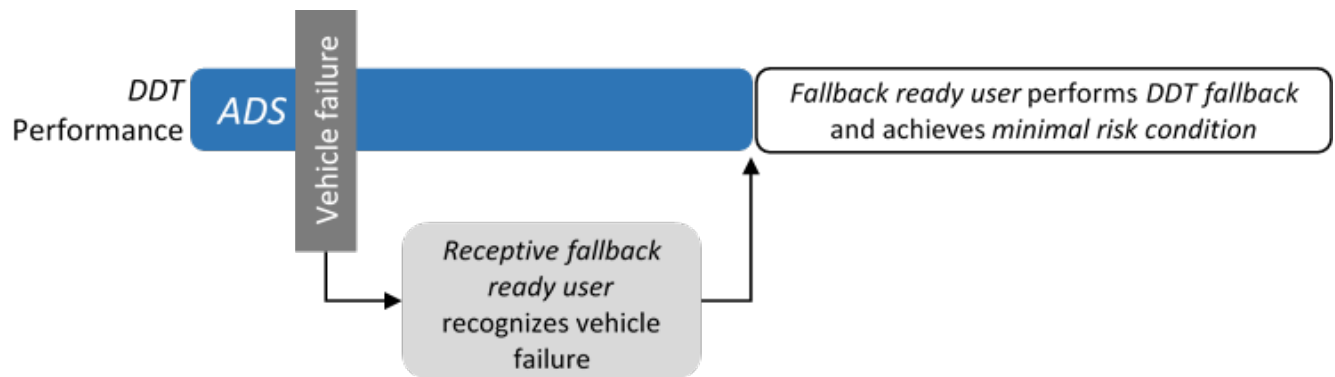 DDT
Performance
ADS
Vehicle failure
Fallback ready user performs DDT fallback
and achieves minimal risk condition
Receptive fallback
ready user
recognizes vehicle
failure